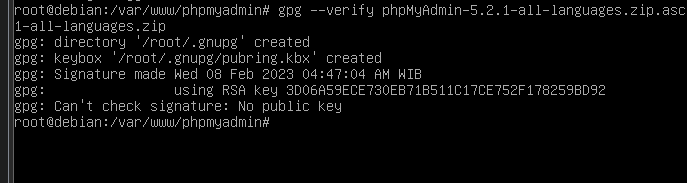 root@debian:/var/www/phpmyadmin# gpg --verify phpMyAdmin-5.2.1-all-languages.zip.asc
1-all-languages.zip
gpg: directory '/root/.gnupg' created
gpg: keybox '/root/.gnupg/pubring.kbx' created
gpg: Signature made Wed 08 Feb 2023 04:47:04 AM WIB
gpg:                using RSA key 3D06A59ECE730EB71B511C17CE752F178259BD92
gpg: Can't check signature: No public key
root@debian:/var/www/phpmyadmin#